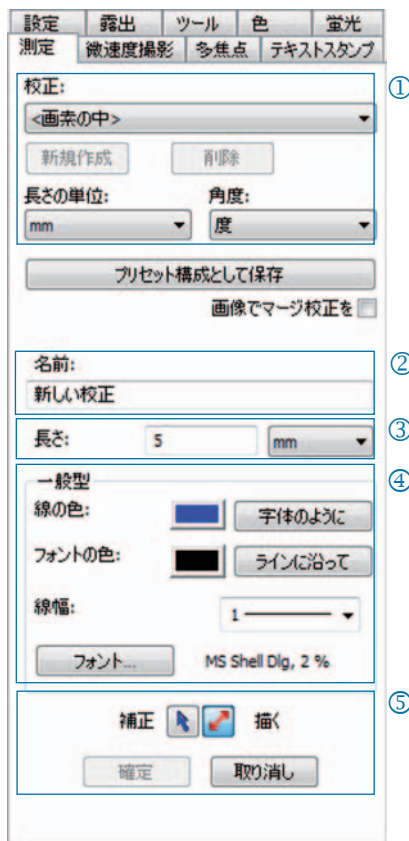 設定 露出 ツール 色 蛍光
測定 微速度撮影 多焦点 テキストスタンプ
校正: ①
<画素の中>
新規作成 削除
長さの単位: 角度:
mm 度
プリセット構成として保存
画像でマージ校正を
名前: ②
新しい校正
長さ: 5 mm ③
一般型 ④
線の色: 字体のように
フォントの色: ラインに沿って
線幅: 1
フォント... MS Shell Dlg, 2 %
補正 描く ⑤
確定 取り消し